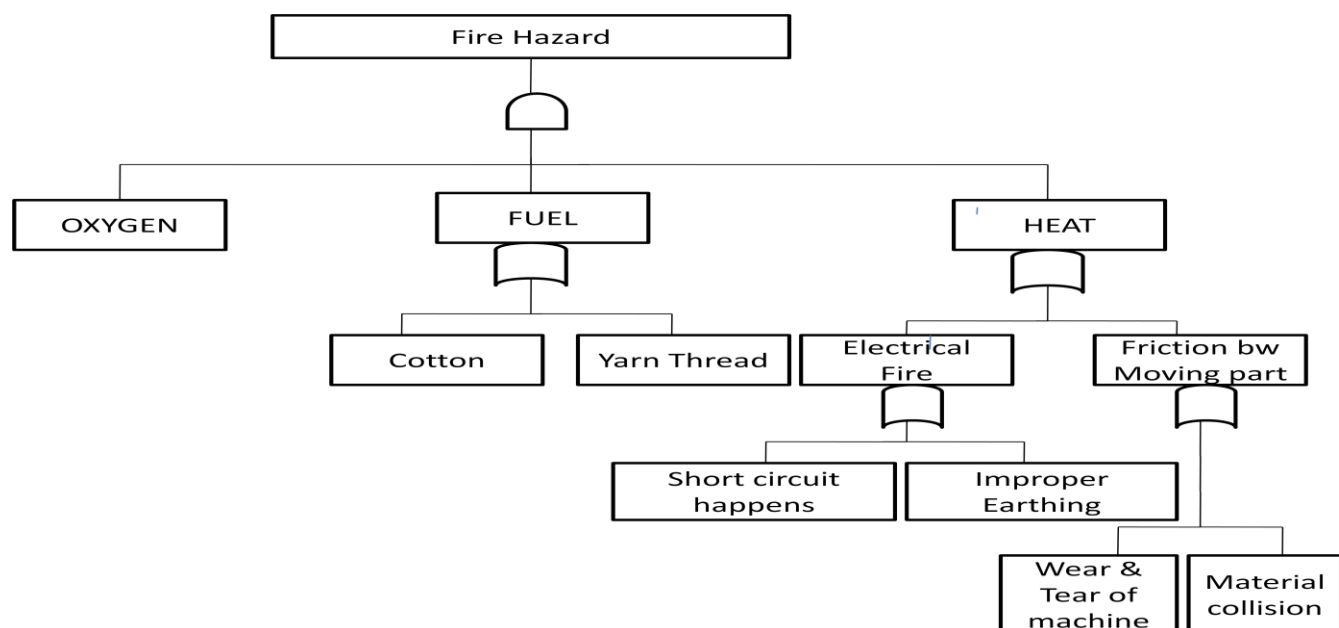 Fire Hazard
OXYGEN
FUEL
HEAT
Cotton
Yarn Thread
Electrical
Fire
Friction bw
Moving part
Short circuit
happens
Improper
Earthing
Wear &
Tear of
machine
Material
collision